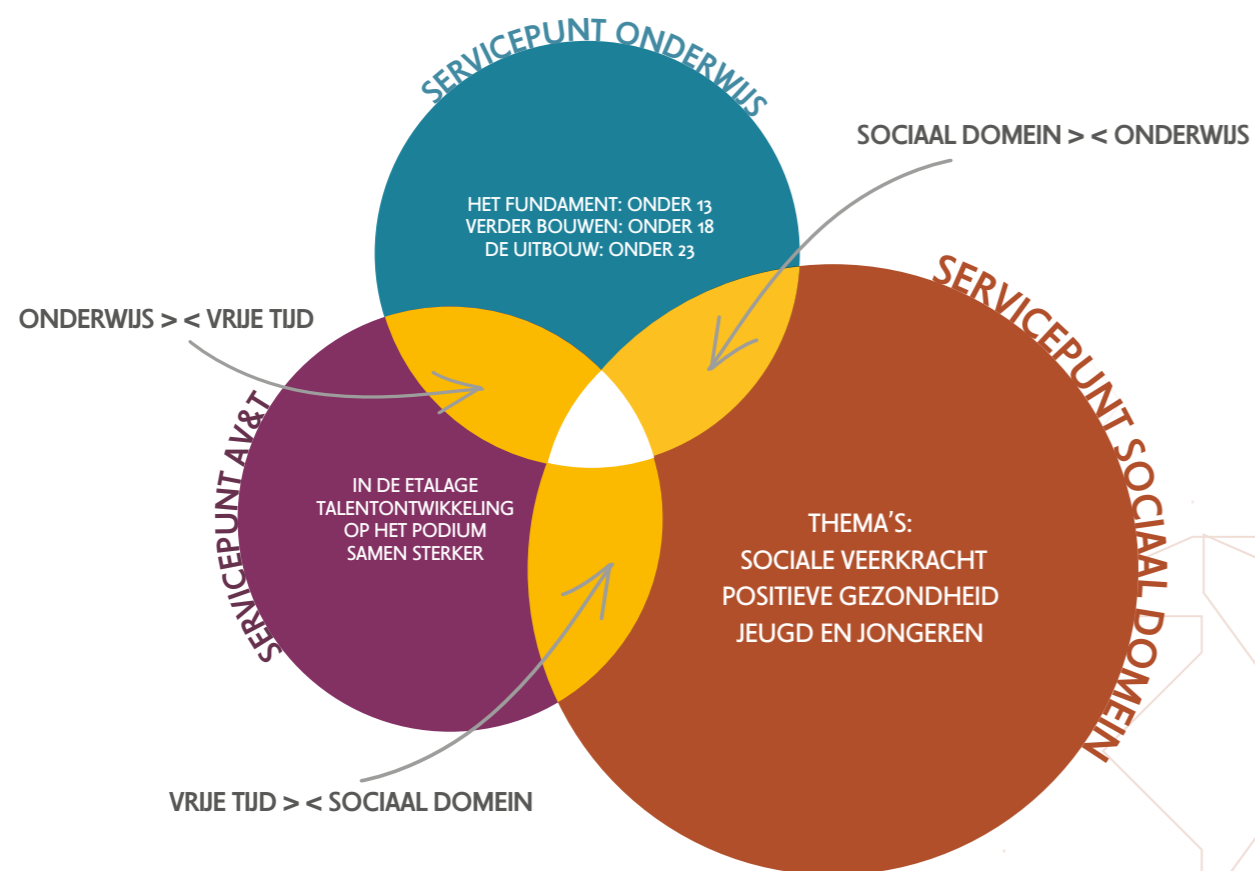 SERVICEPUNT ONDERWIJS
SOCIAAL DOMEIN > < ONDERWIJS
HET FUNDAMENT: ONDER 13
VERDER BOUWEN: ONDER 18
DE UITBOUW: ONDER 23
ONDERWIJS > < VRIJE TIJD
SERVICEPUNT SOCIAAL DOMEIN
SERVICEPUNT AV&T
IN DE ETALAGE
TALENTONTWIKKELING
OP HET PODIUM
SAMEN STERKER
THEMA'S:
SOCIALE VEERKRACHT
POSITIEVE GEZONDHEID
JEUGD EN JONGEREN
VRIJE TIJD > < SOCIAAL DOMEIN